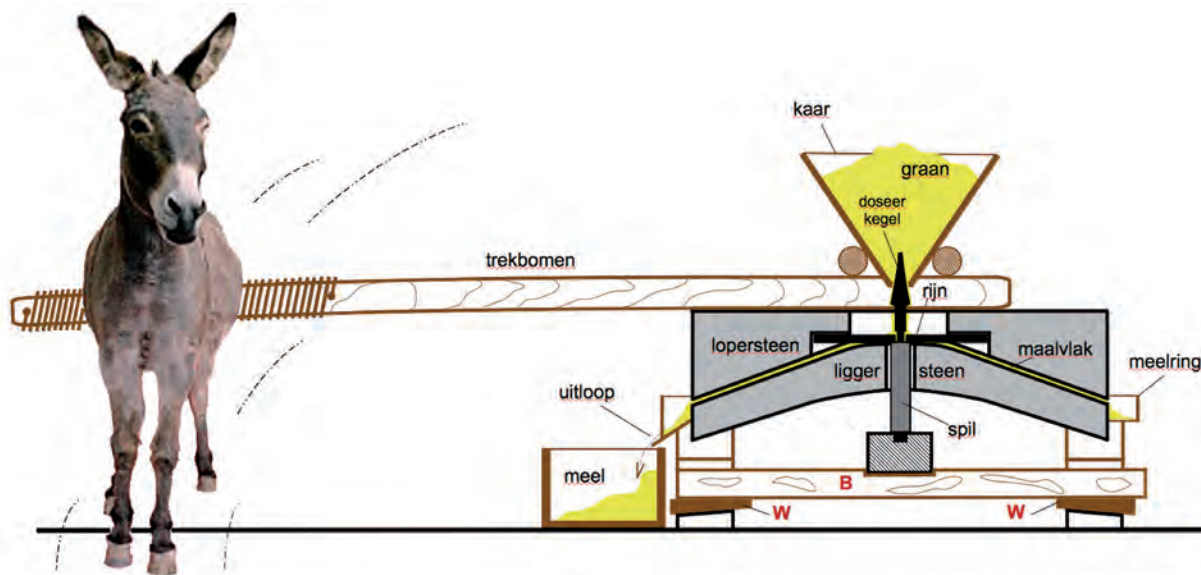 kaar
graan
doseer
kegel
trekbomen
rijn
lopersteen
maalvlak
meelring
ligger
steen
uitloop
spil
meel
B
W
W